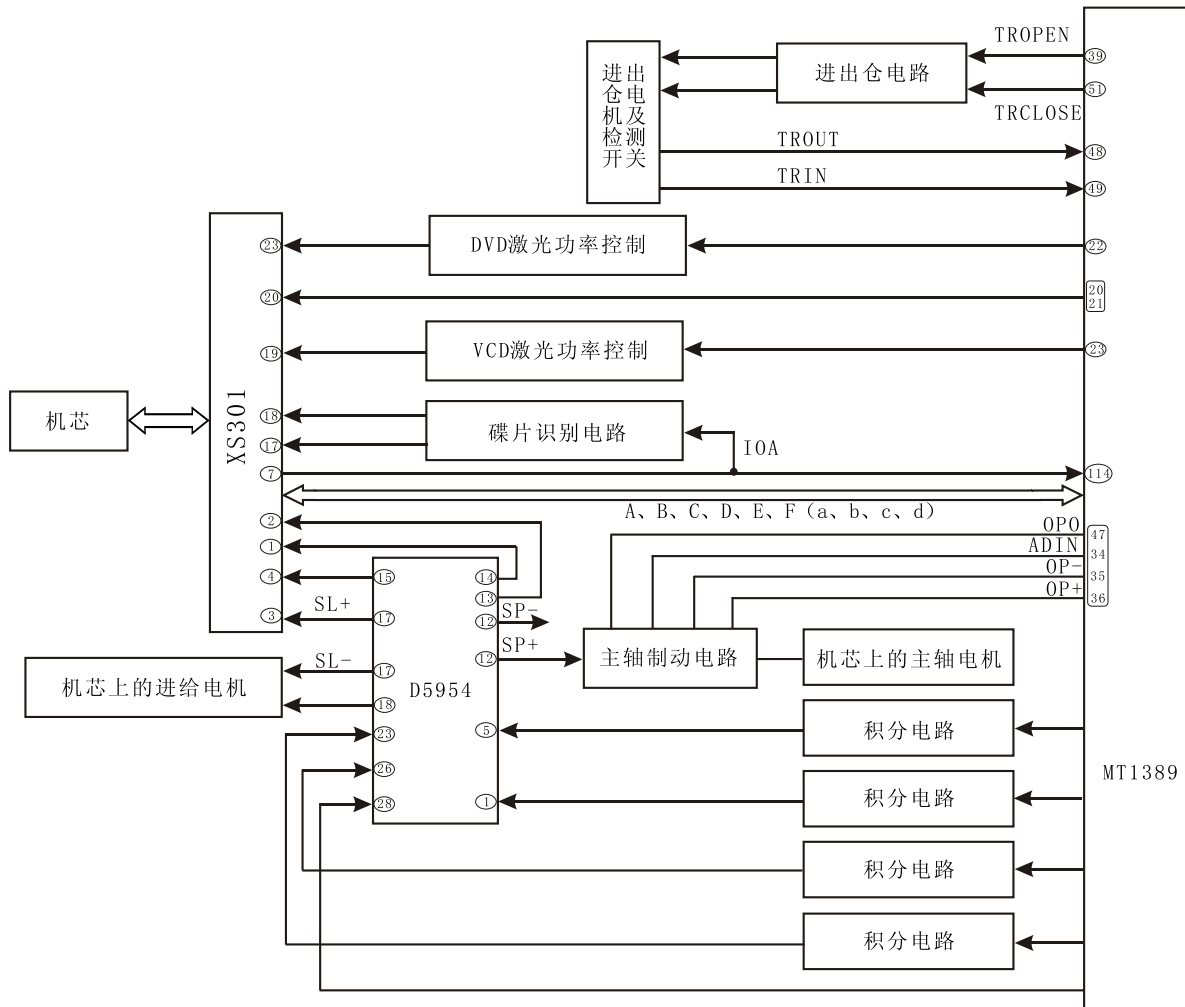 TROPEN
39
进出仓电路
进出
仓电
机及
检测
开关
51
TRCLOSE
TROUT
48
TRIN
49
23
DVD激光功率控制
22
20
20
21
19
VCD激光功率控制
23
机芯
XS301
18
碟片识别电路
17
IOA
7
114
A、B、C、D、E、F（a、b、c、d）
2
OPO
47
1
ADIN
34
4
15
14
OP-
35
13
OP+
36
SL+
3
17
12
SP-
SP+
12
主轴制动电路
机芯上的主轴电机
机芯上的进给电机
SL-
17
D5954
18
23
5
积分电路
26
MT1389
28
1
积分电路
积分电路
积分电路